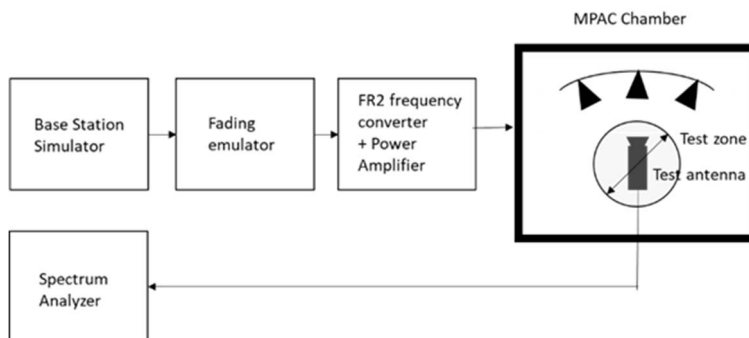 MPAC Chamber
Base Station
Simulator
Fading
emulator
FR2 frequency
converter
+ Power
Amplifier
Test zone
Test antenna
Spectrum
Analyzer